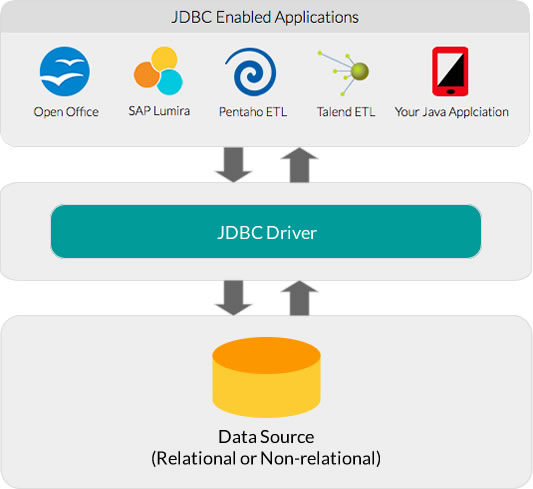 JDBC Enabled Applications
Open Office
SAP Lumira
Pentaho ETL
Talend ETL
Your Java Applciation
JDBC Driver
Data Source
(Relational or Non-relational)